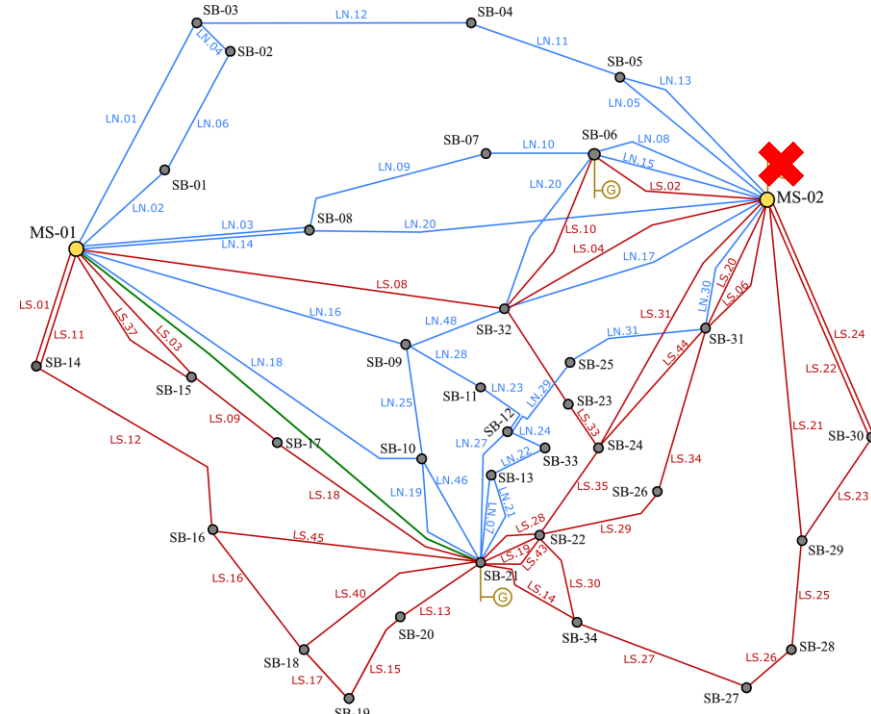 SB-03
LN.12
SB-04
LN.04
SB-02
LN.11
SB-05
LN.13
LN.05
LN.01
LN.06
SB-07
LN.10
SB-06
LN.08
LN.15
LN.09
SB-01
LN.02
LN.20
LS.02
MS-02
LN.03
SB-08
LN.20
LN.14
G
MS-01
LS.10
LS.04
LN.17
LS.08
LS.20
LS.06
LN.30
LS.31
LN.16
LN.48
SB-32
LN.31
SB-31
LS.01
LS.11
LS.37
LS.03
LN.18
SB-09
LN.28
SB-25
LS.44
LS.24
LS.22
SB-14
SB-15
SB-11
LN.23
LN.29
SB-23
LN.25
LS.09
SB-12
LS.33
LS.21
SB-17
LN.27
LN.24
SB-24
SB-30
LS.12
SB-10
LN.22
SB-33
SB-13
LN.46
LS.34
LS.18
LN.19
LN.07
LN.21
LS.35
SB-26
LS.23
SB-16
LS.45
LS.28
SB-22
LS.29
SB-29
LS.19
LS.43
SB-21
LS.16
LS.40
LS.30
LS.14
G
LS.25
LS.13
SB-20
SB-34
SB-18
LS.27
SB-28
LS.26
LS.17
LS.15
SB-27
SB-19